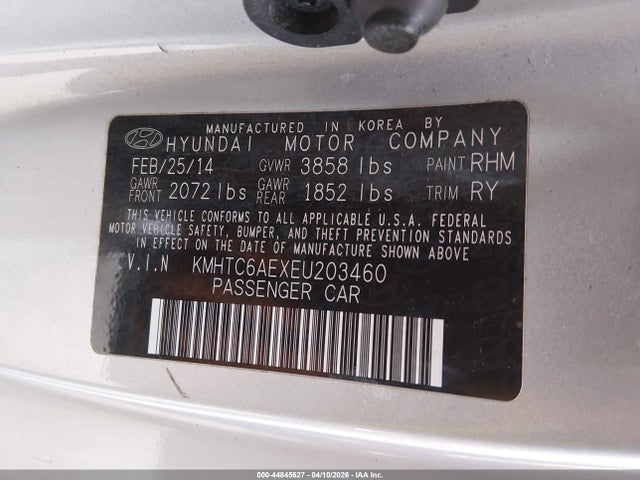 MANUFACTURED IN KOREA BY
HYUNDAI MOTOR COMPANY
FEB/25/14 GVWR 3858 lbs PAINT RHM
GAWR FRONT 2072 lbs GAWR REAR 1852 lbs TRIM RY
THIS VEHICLE CONFORMS TO ALL APPLICABLE U.S.A. FEDERAL
MOTOR VEHICLE SAFETY, BUMPER, AND THEFT PREVENTION STANDARDS
IN EFFECT ON THE DATE OF MANUFACTURE SHOWN ABOVE.
V.I.N KMHTC6AEXEU203460
PASSENGER CAR
000-44845627 - 04/10/2026 - IAA Inc.